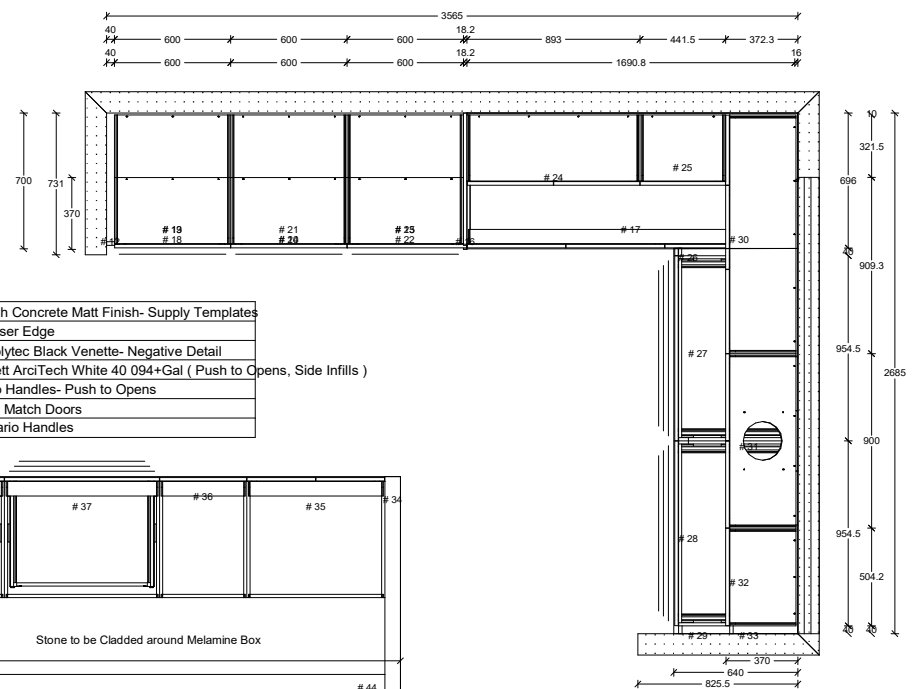 3565
40 600 600 600 18.2 893 441.5 372.3
40 600 600 600 18.2 1690.8 16
700 731 370
# 24 # 25
# 21 # 17
# 18 # 22 # 30
10
321.5
696
40
909.3
954.5
2685
900
954.5
504.2
40 40
# 26
# 27
# 31
# 28
# 32
# 29 # 33
370
640
825.5
h Concrete Matt Finish- Supply Templates
ser Edge
lytec Black Venette- Negative Detail
tt ArciTech White 40 094+Gal ( Push to Opens, Side Infills )
o Handles- Push to Opens
Match Doors
ario Handles
# 37 # 36 # 35 # 34
Stone to be Cladded around Melamine Box
# 44